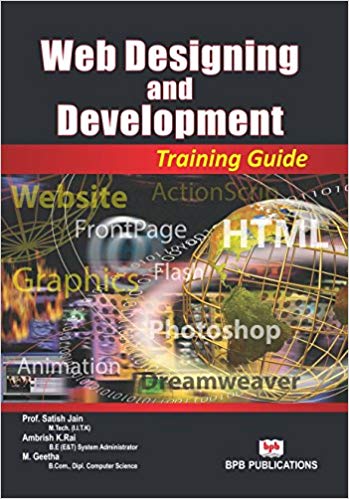 Web Designing
and
Development
Training Guide
Website
ActionScrip
FrontPage
HTML
Graphics
Flash
Photoshop
Animation
Dreamweaver
Prof. Satish Jain
M.Tech. (I.I.T.K)
Ambrish K.Rai
B.E (E&T) System Administrator
M. Geetha
B.Com., Dipl. Computer Science
bpb
BPB PUBLICATIONS